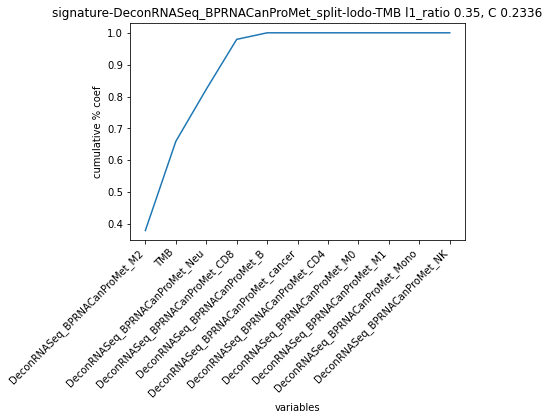 signature-DeconRNASeq_BPRNACanProMet_split-lodo-TMB l1_ratio 0.35, C 0.2336
1.0
0.9
0.8
0.7
0.6
0.5
0.4
cumulative % coef
DeconRNASeq_BPRNACanProMet_M2
TMB
DeconRNASeq_BPRNACanProMet_Neu
DeconRNASeq_BPRNACanProMet_CD8
DeconRNASeq_BPRNACanProMet_B
DeconRNASeq_BPRNACanProMet_cancer
DeconRNASeq_BPRNACanProMet_CD4
DeconRNASeq_BPRNACanProMet_M0
DeconRNASeq_BPRNACanProMet_M1
DeconRNASeq_BPRNACanProMet_Mono
DeconRNASeq_BPRNACanProMet_NK
variables